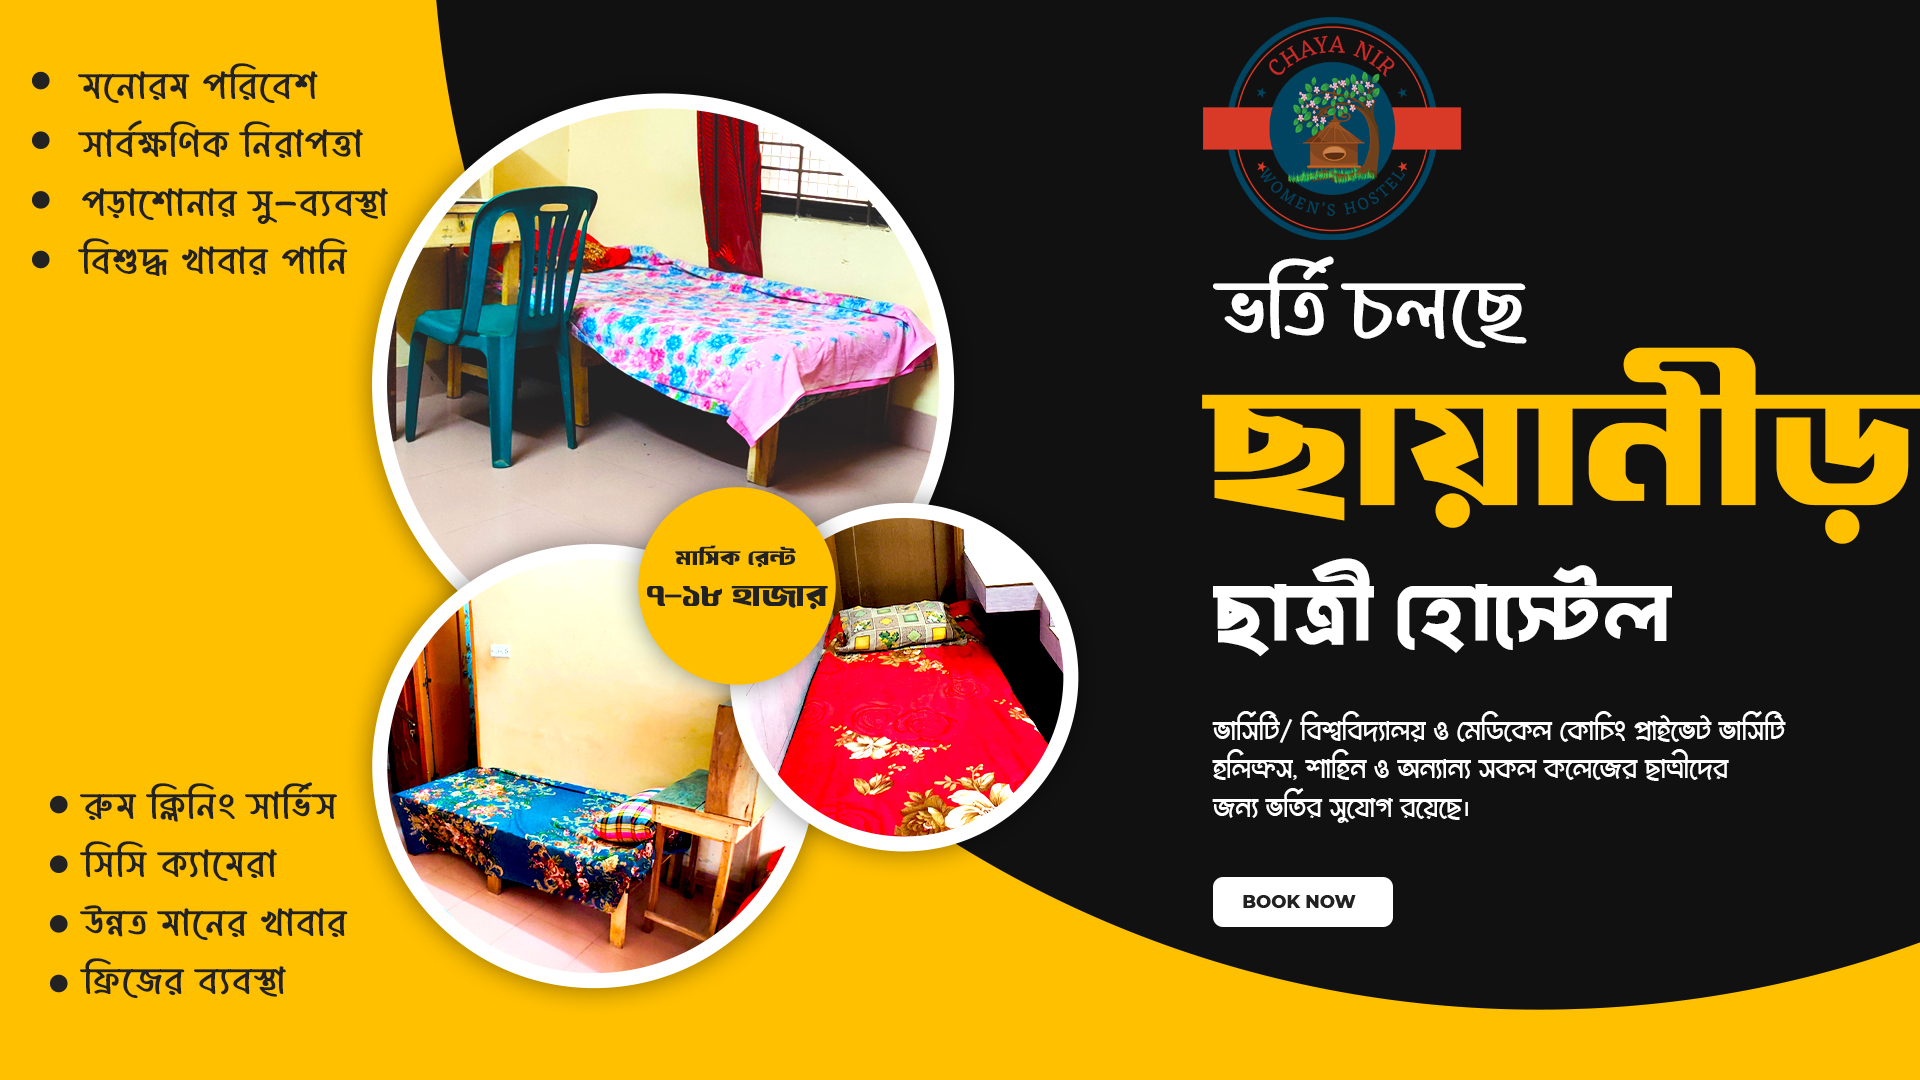 মনোরম পরিবেশ
সার্বক্ষণিক নিরাপত্তা
পড়াশোনার সু-ব্যবস্থা
বিশুদ্ধ খাবার পানি
মাসিক রেন্ট
৭-১৮ হাজার
রুম ক্লিনিং সার্ভিস
সিসি ক্যামেরা
উন্নত মানের খাবার
ফ্রিজের ব্যবস্থা
CHAYA NIR
WOMEN'S HOSTEL
ভর্তি চলছে
ছায়ানীড়
ছাত্রী হোস্টেল
ভার্সিটি/ বিশ্ববিদ্যালয় ও মেডিকেল কোচিং প্রাইভেট ভার্সিটি
হলিক্রস, শাহিন ও অন্যান্য সকল কলেজের ছাত্রীদের
জন্য ভর্তির সুযোগ রয়েছে।
BOOK NOW